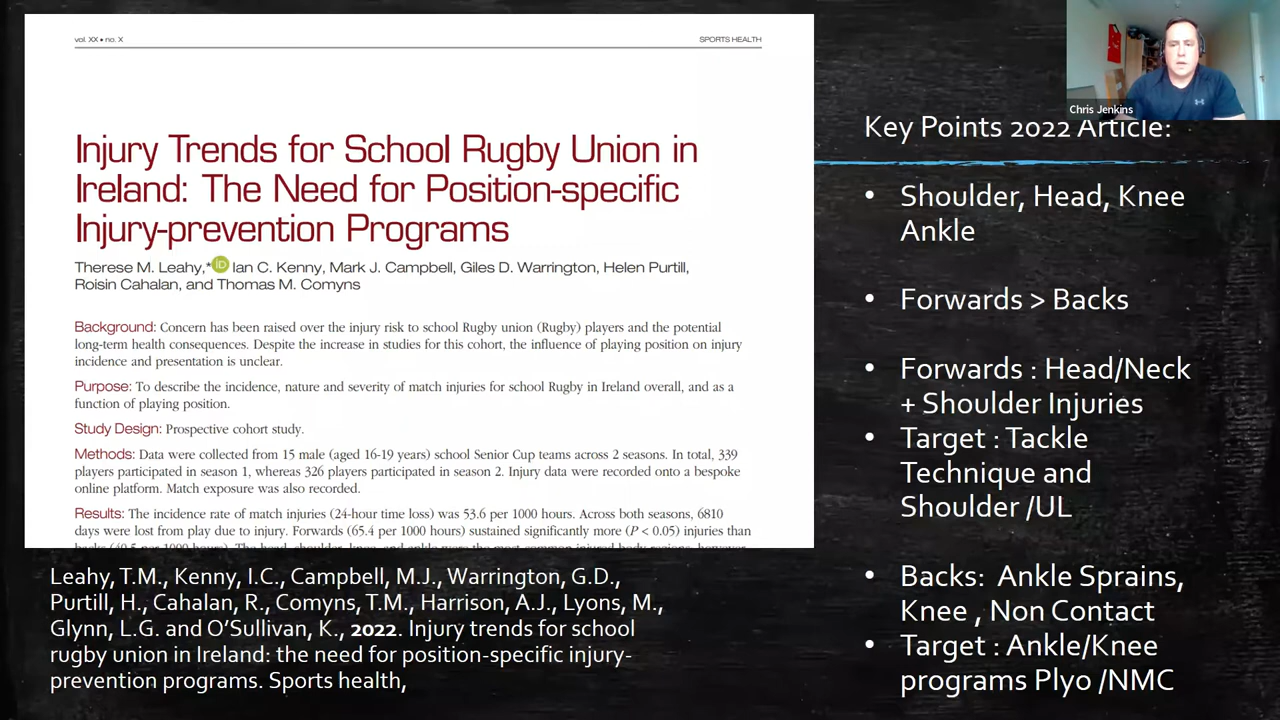 vol. XX • no. X
SPORTS HEALTH
Injury Trends for School Rugby Union in
Ireland: The Need for Position-specific
Injury-prevention Programs
Therese M. Leahy,* iD Ian C. Kenny, Mark J. Campbell, Giles D. Warrington, Helen Purtill,
Roisin Cahalan, and Thomas M. Comyns
Background: Concern has been raised over the injury risk to school Rugby union (Rugby) players and the potential
long-term health consequences. Despite the increase in studies for this cohort, the influence of playing position on injury
incidence and presentation is unclear.
Purpose: To describe the incidence, nature and severity of match injuries for school Rugby in Ireland overall, and as a
function of playing position.
Study Design: Prospective cohort study.
Methods: Data were collected from 15 male (aged 16-19 years) school Senior Cup teams across 2 seasons. In total, 339
players participated in season 1, whereas 326 players participated in season 2. Injury data were recorded onto a bespoke
online platform. Match exposure was also recorded.
Results: The incidence rate of match injuries (24-hour time loss) was 53.6 per 1000 hours. Across both seasons, 6810
days were lost from play due to injury. Forwards (65.4 per 1000 hours) sustained significantly more (P < 0.05) injuries than
Leahy, T.M., Kenny, I.C., Campbell, M.J., Warrington, G.D.,
Purtill, H., Cahalan, R., Comyns, T.M., Harrison, A.J., Lyons, M.,
Glynn, L.G. and O'Sullivan, K., 2022. Injury trends for school
rugby union in Ireland: the need for position-specific injury-
prevention programs. Sports health,
Chris Jenkins
Key Points 2022 Article:
• Shoulder, Head, Knee
Ankle
• Forwards > Backs
• Forwards : Head/Neck
+ Shoulder Injuries
• Target : Tackle
Technique and
Shoulder /UL
• Backs: Ankle Sprains,
Knee , Non Contact
• Target : Ankle/Knee
programs Plyo /NMC